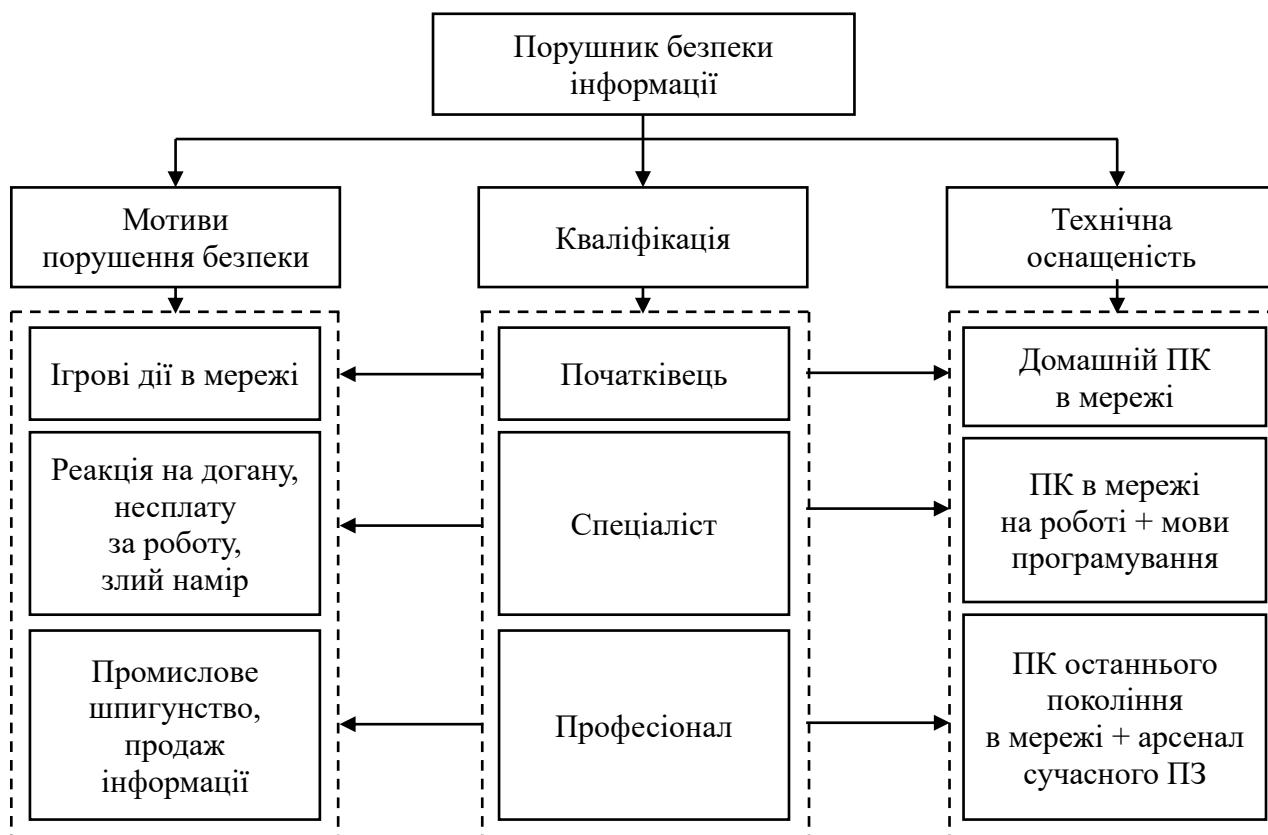 Порушник безпеки
інформації
Мотиви
порушення безпеки
Кваліфікація
Технічна
оснащеність
Ігрові дії в мережі
Початківець
Домашній ПК
в мережі
Реакція на догану,
несплату
за роботу,
злий намір
Спеціаліст
ПК в мережі
на роботі + мови
програмування
Промислове
шпигунство,
продаж
інформації
Професіонал
ПК останнього
покоління
в мережі + арсенал
сучасного ПЗ